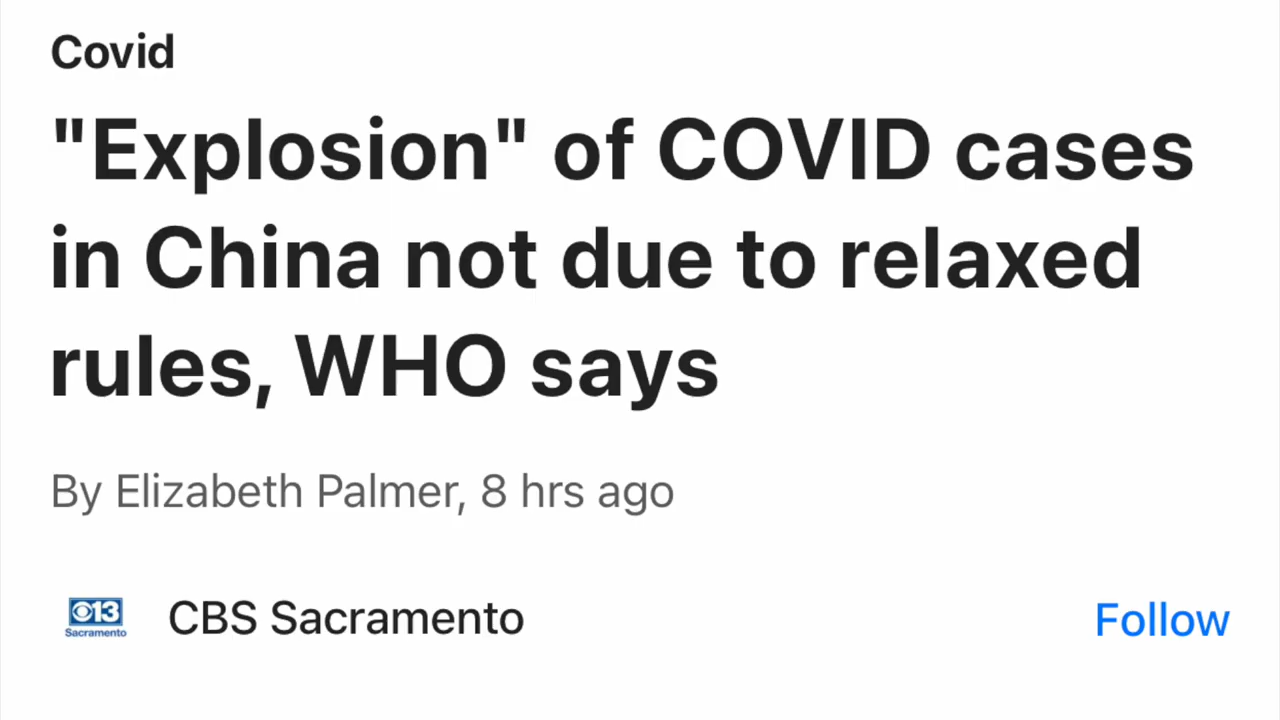 Covid
"Explosion" of COVID cases
in China not due to relaxed
rules, WHO says
By Elizabeth Palmer, 8 hrs ago
13
Sacramento
CBS Sacramento
Follow